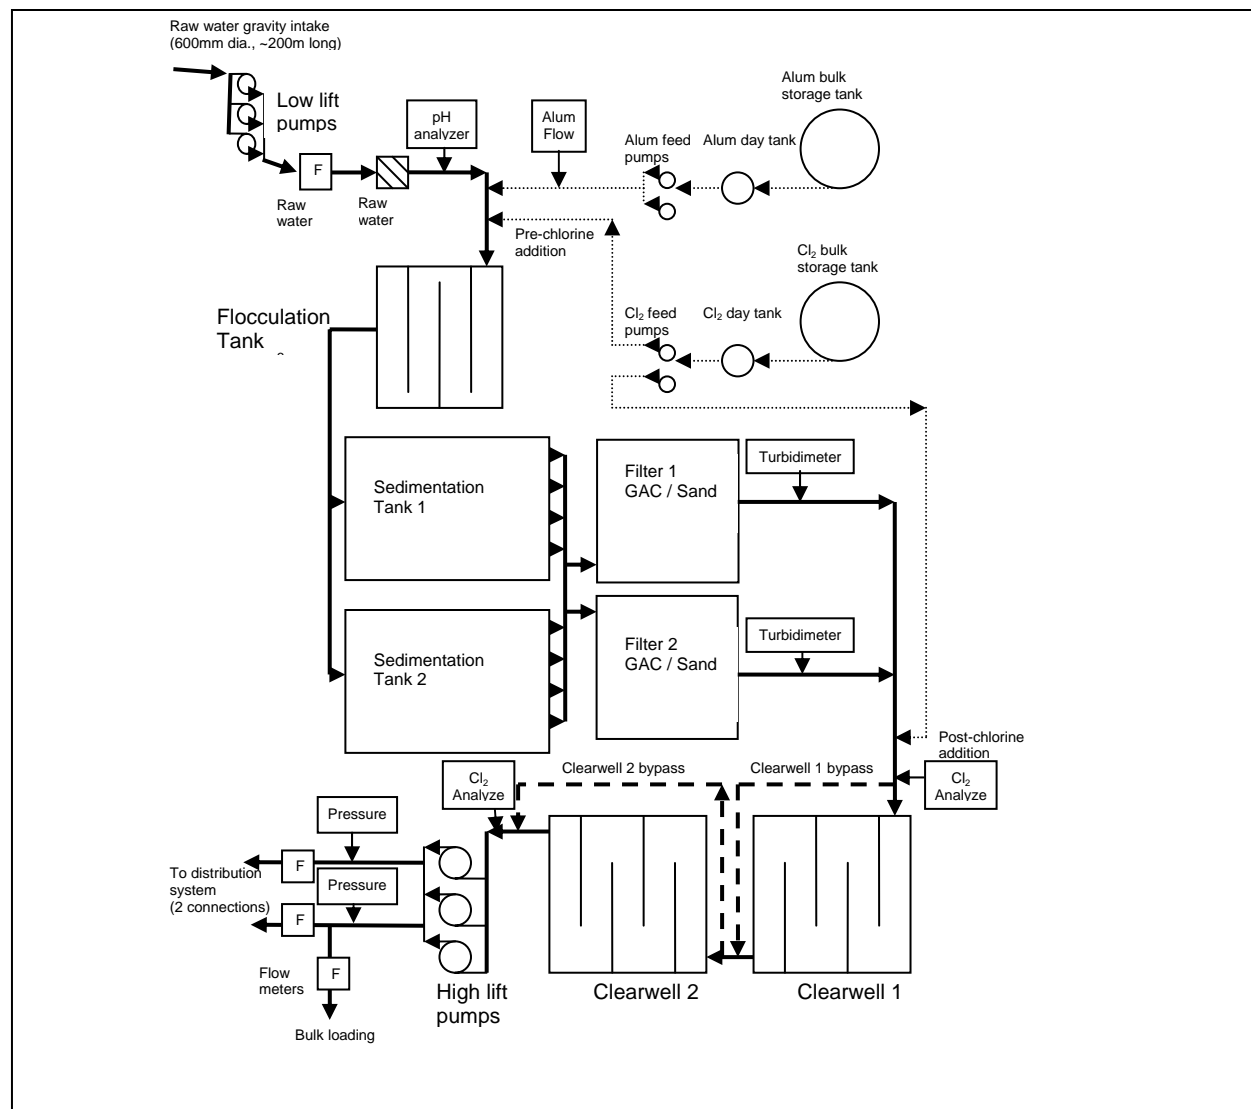 Raw water gravity intake
(600mm dia., ~200m long)
Low lift
pumps
pH
analyzer
Alum
Flow
Alum feed
pumps
Alum day tank
Alum bulk
storage tank
F
Raw
water
Raw
water
Pre-chlorine
addition
Cl2 bulk
storage tank
Cl2 feed
pumps
Cl2 day tank
Flocculation
Tank
Sedimentation
Tank 1
Filter 1
GAC / Sand
Turbidimeter
Sedimentation
Tank 2
Filter 2
GAC / Sand
Turbidimeter
Post-chlorine
addition
Cl2
Analyze
Clearwell 2 bypass
Clearwell 1 bypass
Cl2
Analyze
Pressure
F
To distribution
system
(2 connections)
Pressure
F
F
Flow
meters
High lift
pumps
Clearwell 2
Clearwell 1
Bulk loading